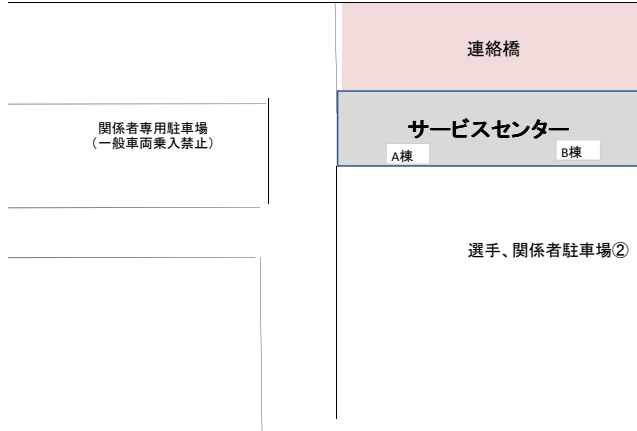 連絡橋
サービスセンター
A棟
B棟
関係者専用駐車場
（一般車両乗入禁止）
選手、関係者駐車場②